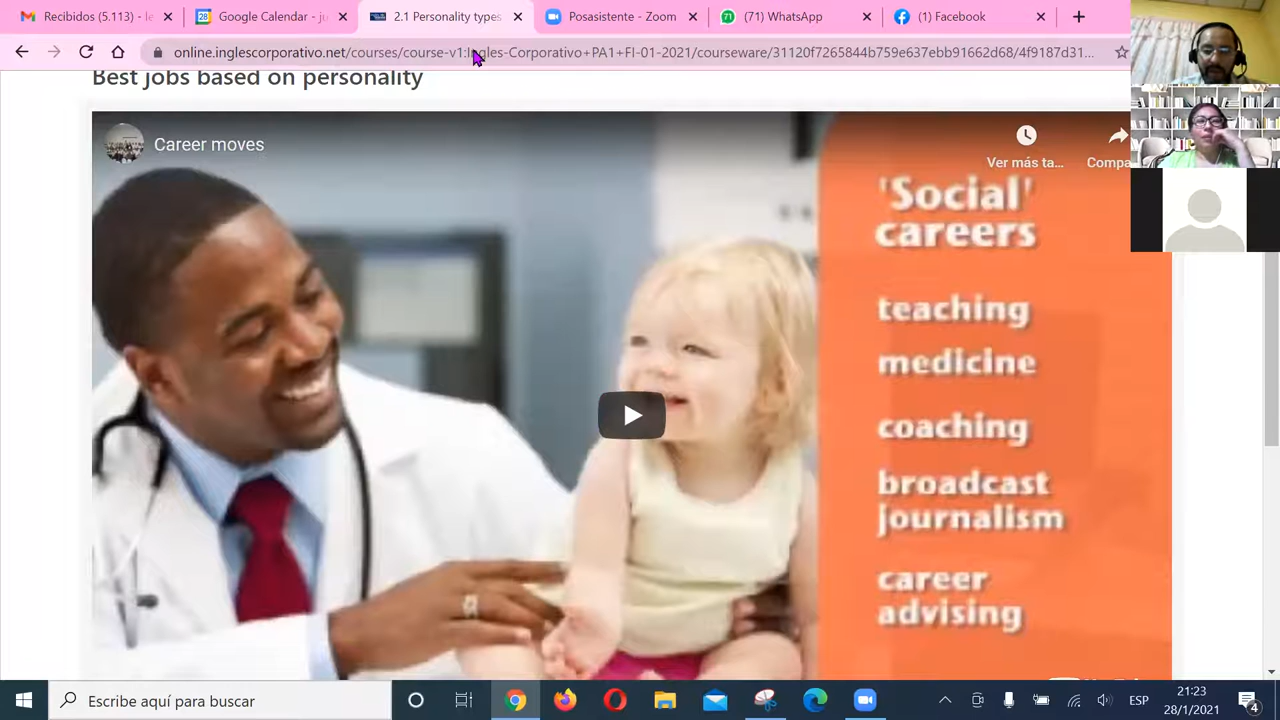 Recibidos (5.113) - l
Google Calendar - ju
2.1 Personality types
Posasistente - Zoom
(71) WhatsApp
(1) Facebook
online.inglescorporativo.net/courses/course-v1:Ingles-Corporativo+PA1+FI-01-2021/courseware/31120f7265844b759e637ebb91662d68/4f9187d31...
Best jobs based on personality
Career moves
Ver más ta...
Compa
'Social'
careers
teaching
medicine
coaching
broadcast
journalism
career
advising
Escribe aquí para buscar
ESP
21:23
28/1/2021
4